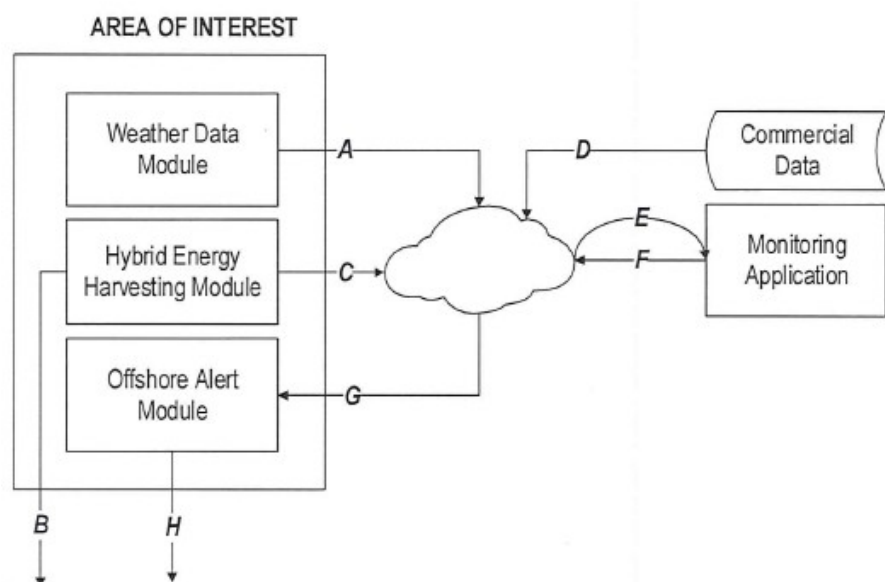 AREA OF INTEREST
Weather Data
Module
A
D
Commercial
Data
Hybrid Energy
Harvesting Module
C
E
F
Monitoring
Application
Offshore Alert
Module
G
B
H